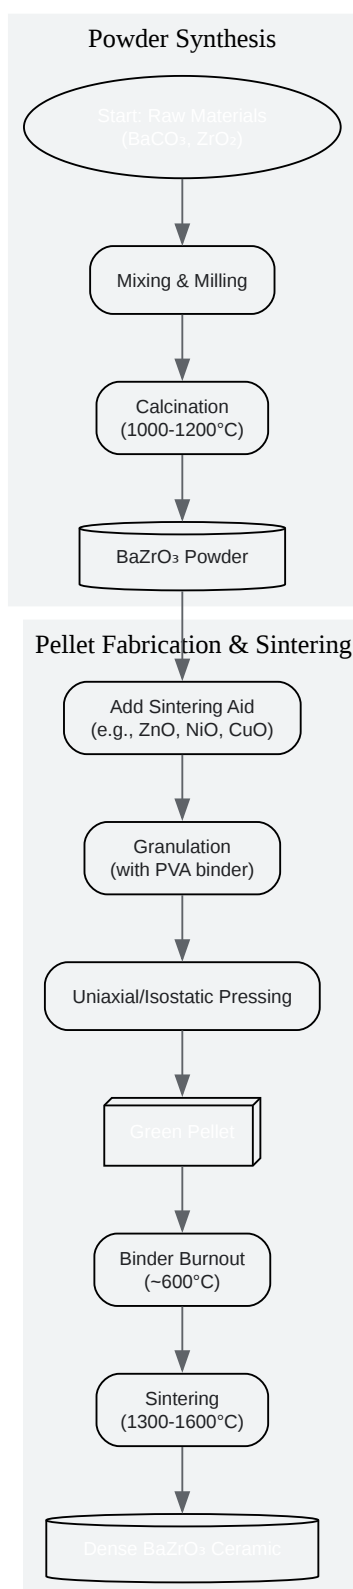 Powder Synthesis
Start: Raw Materials
(BaCO₃, ZrO₂)
Mixing & Milling
Calcination
(1000-1200°C)
BaZrO₃ Powder
Pellet Fabrication & Sintering
Add Sintering Aid
(e.g., ZnO, NiO, CuO)
Granulation
(with PVA binder)
Uniaxial/Isostatic Pressing
Green Pellet
Binder Burnout
(~600°C)
Sintering
(1300-1600°C)
Dense BaZrO₃ Ceramic